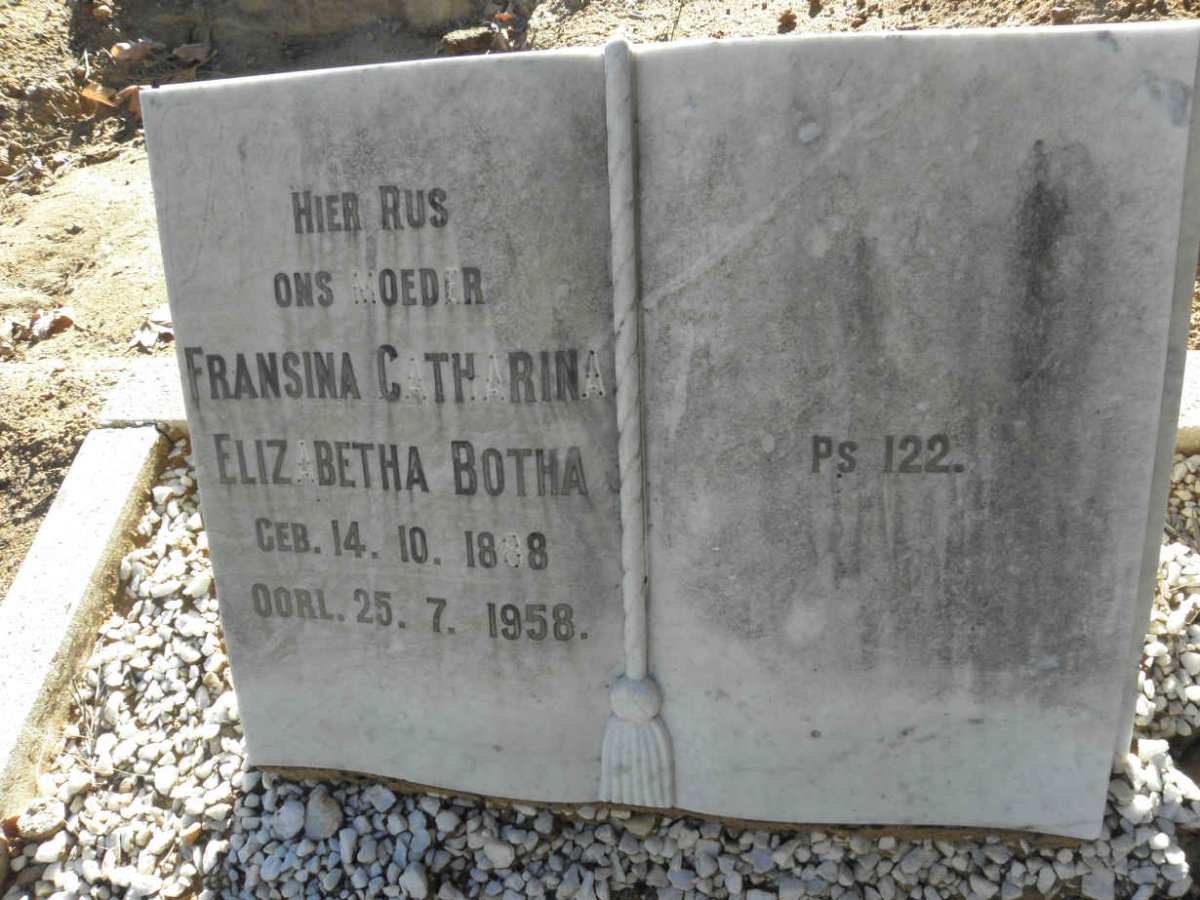 HIER RUS
ONS MOEDER
FRANSINA CATHARINA
ELIZABETHA BOTHA
GEB. 14. 10. 1888
OORL. 25. 7. 1958.
PS 122.